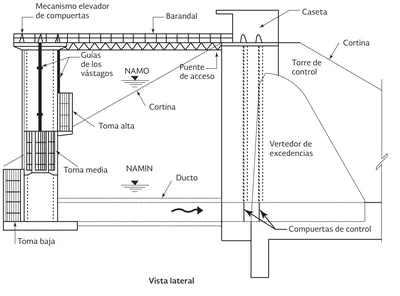 Mecanismo elevador
de compuertas
Barandal
Caseta
Guías
de los
vástagos
NAMO
Puente
de acceso
Torre de
control
Cortina
Cortina
Toma alta
Vertedor de
excedencias
Toma media
NAMIN
Ducto
Compuertas de control
Toma baja
Vista lateral